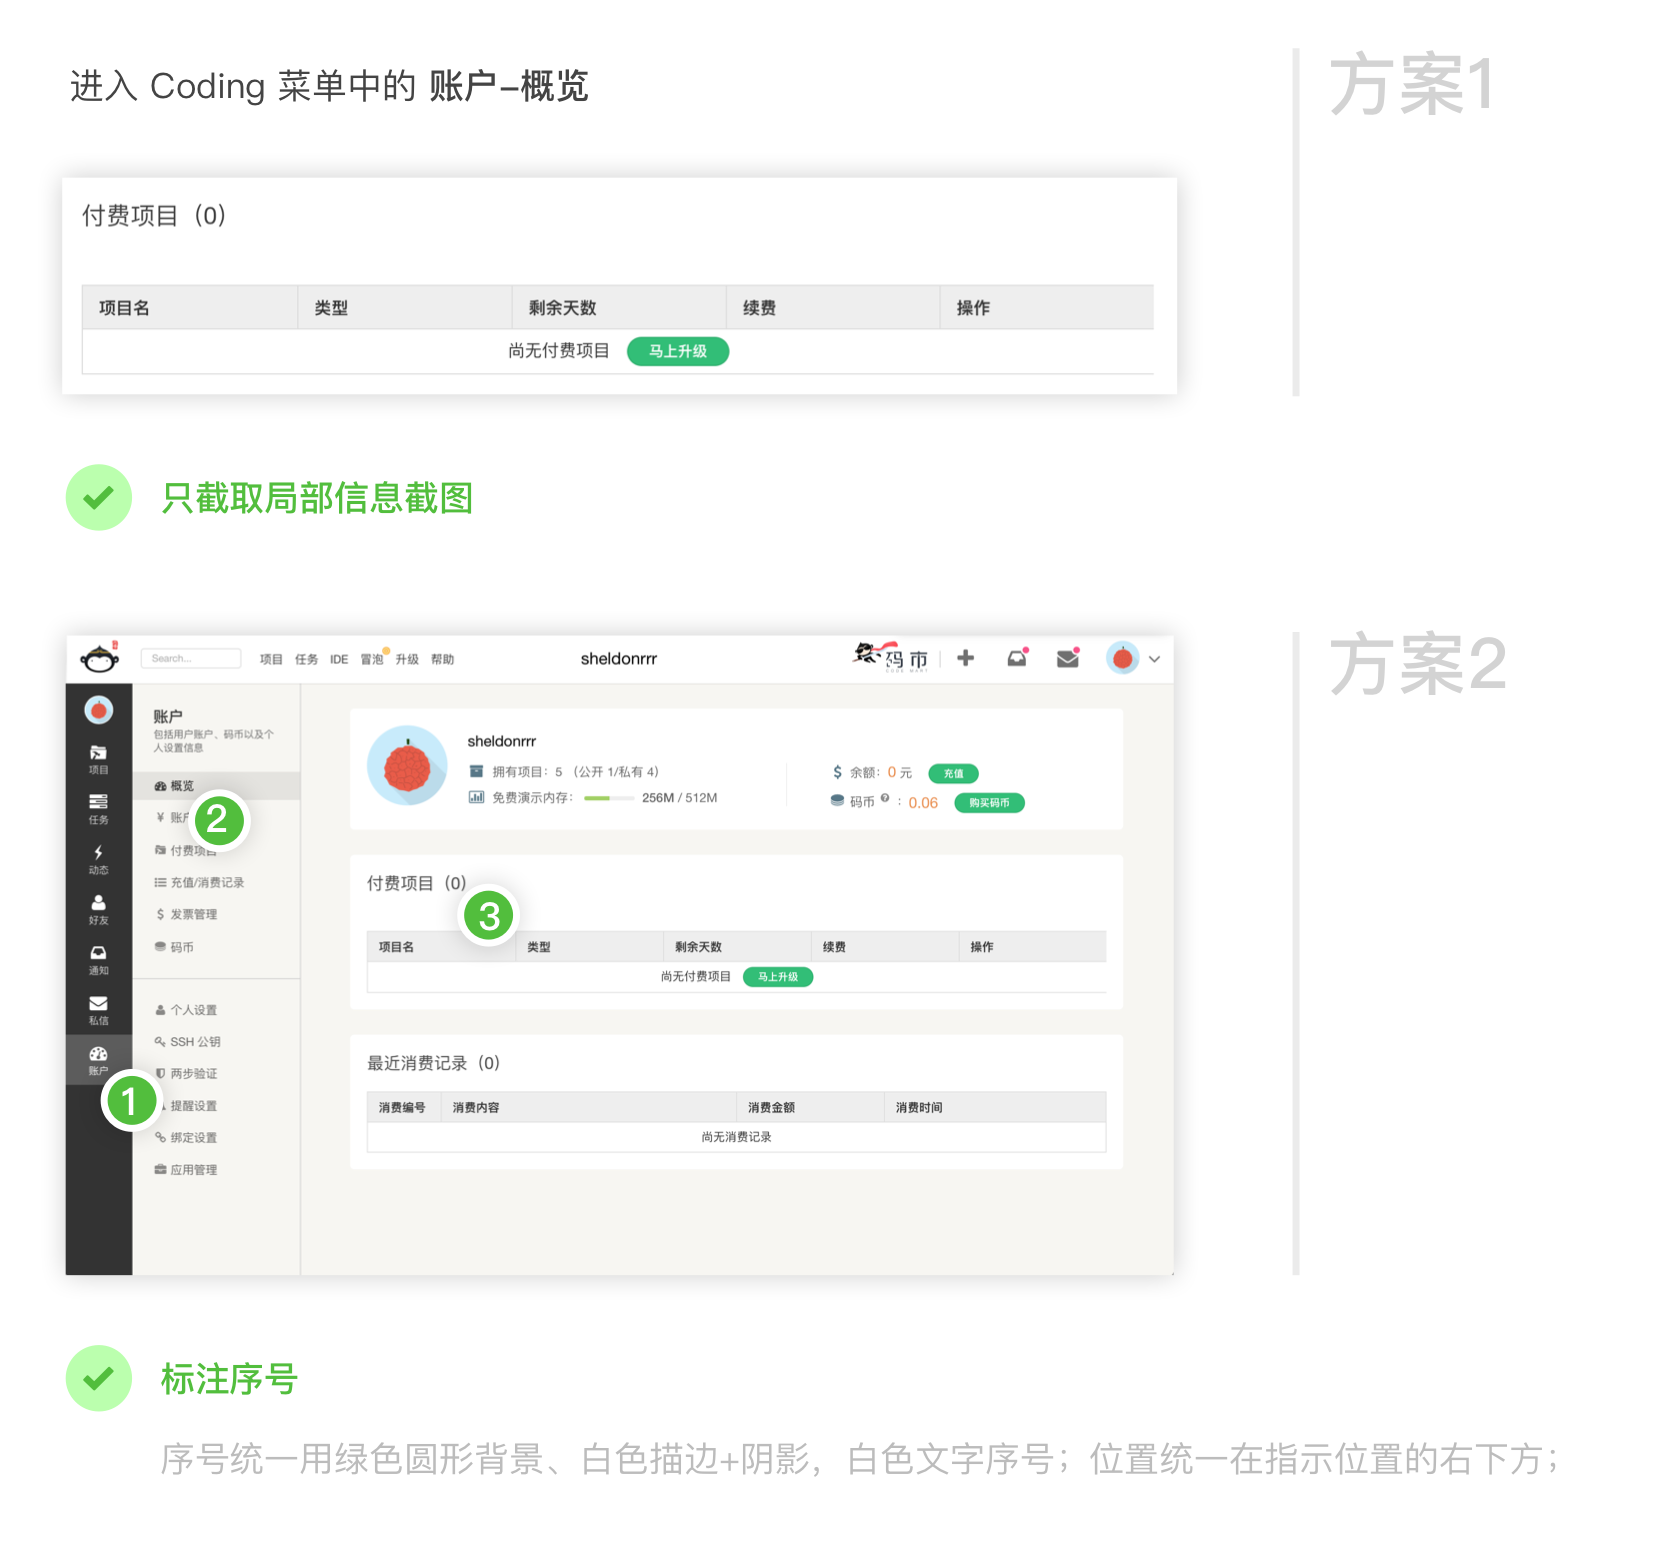 进入 Coding 菜单中的 账户–概览
方案1
付费项目（0）
项目名 类型 剩余天数 续费 操作
尚无付费项目 马上升级
只截取局部信息截图
方案2
Search... 项目 任务 IDE 冒泡 升级 帮助 sheldonrrr 码市
账户
包括用户账户、码币以及个
人设置信息
概览
2
付费项目
充值/消费记录
$ 发票管理
码币
个人设置
SSH 公钥
两步验证
提醒设置
绑定设置
应用管理
项目
任务
动态
好友
通知
私信
账户
1
sheldonrrr
拥有项目：5 （公开 1/私有 4）
免费演示内存： 256M / 512M
$ 余额：0 元 充值
码币 ：0.06 购买码币
付费项目（0）
3
项目名 类型 剩余天数 续费 操作
尚无付费项目 马上升级
最近消费记录（0）
消费编号 消费内容 消费金额 消费时间
尚无消费记录
标注序号
序号统一用绿色圆形背景、白色描边+阴影，白色文字序号；位置统一在指示位置的右下方；